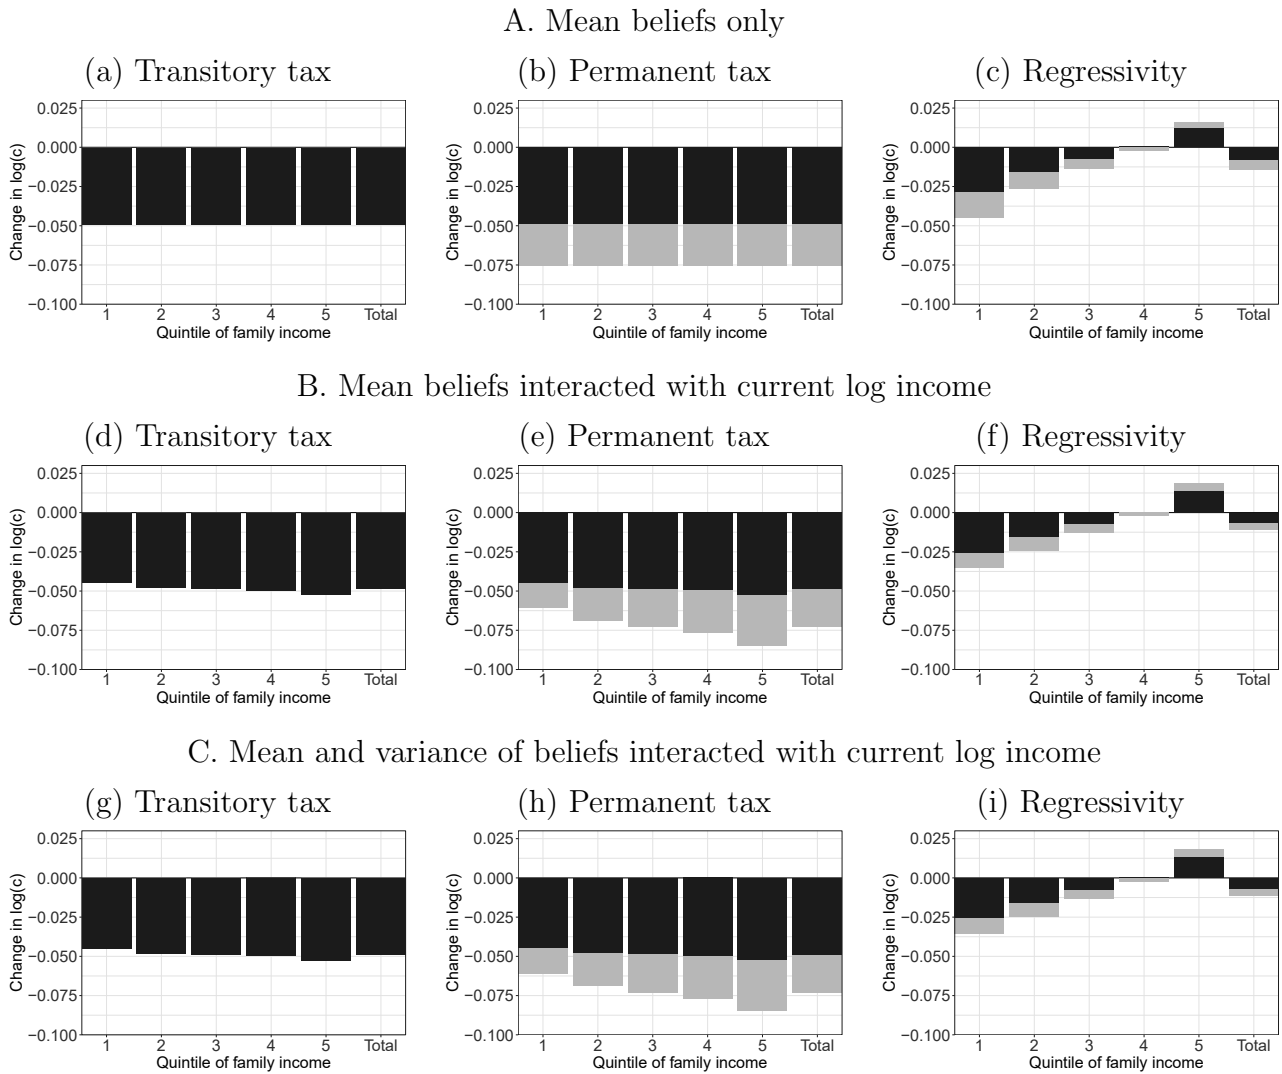 A. Mean beliefs only
(a) Transitory tax
(b) Permanent tax
(c) Regressivity
Change in log(c)
0.025
0.000
−0.025
−0.050
−0.075
−0.100
1 2 3 4 5 Total
Quintile of family income
Change in log(c)
0.025
0.000
−0.025
−0.050
−0.075
−0.100
1 2 3 4 5 Total
Quintile of family income
Change in log(c)
0.025
0.000
−0.025
−0.050
−0.075
−0.100
1 2 3 4 5 Total
Quintile of family income
B. Mean beliefs interacted with current log income
(d) Transitory tax
(e) Permanent tax
(f) Regressivity
Change in log(c)
0.025
0.000
−0.025
−0.050
−0.075
−0.100
1 2 3 4 5 Total
Quintile of family income
Change in log(c)
0.025
0.000
−0.025
−0.050
−0.075
−0.100
1 2 3 4 5 Total
Quintile of family income
Change in log(c)
0.025
0.000
−0.025
−0.050
−0.075
−0.100
1 2 3 4 5 Total
Quintile of family income
C. Mean and variance of beliefs interacted with current log income
(g) Transitory tax
(h) Permanent tax
(i) Regressivity
Change in log(c)
0.025
0.000
−0.025
−0.050
−0.075
−0.100
1 2 3 4 5 Total
Quintile of family income
Change in log(c)
0.025
0.000
−0.025
−0.050
−0.075
−0.100
1 2 3 4 5 Total
Quintile of family income
Change in log(c)
0.025
0.000
−0.025
−0.050
−0.075
−0.100
1 2 3 4 5 Total
Quintile of family income